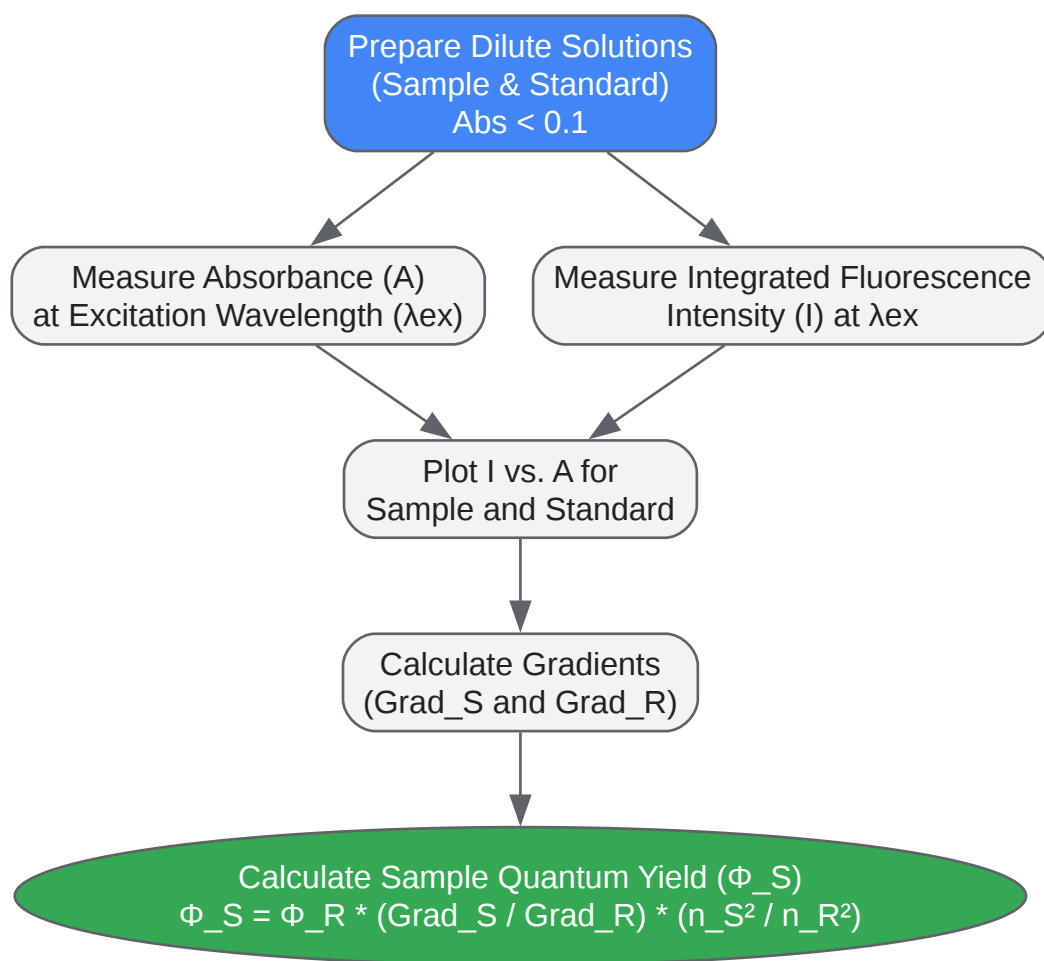 Prepare Dilute Solutions
(Sample & Standard)
Abs < 0.1
Measure Absorbance (A)
at Excitation Wavelength (λex)
Measure Integrated Fluorescence
Intensity (I) at λex
Plot I vs. A for
Sample and Standard
Calculate Gradients
(Grad_S and Grad_R)
Calculate Sample Quantum Yield (Φ_S)
Φ_S = Φ_R * (Grad_S / Grad_R) * (n_S² / n_R²)